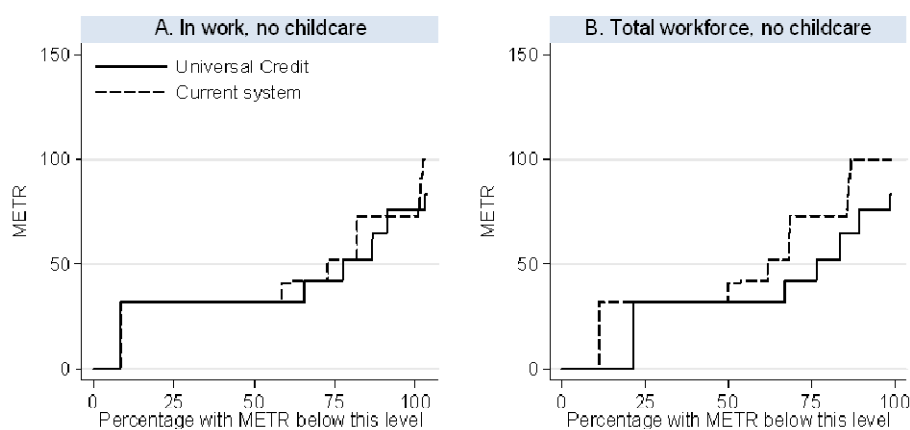 A. In work, no childcare
150
100
50
0
METR
Universal Credit
Current system
0 25 50 75 100
Percentage with METR below this level
B. Total workforce, no childcare
150
100
50
0
METR
0 25 50 75 100
Percentage with METR below this level